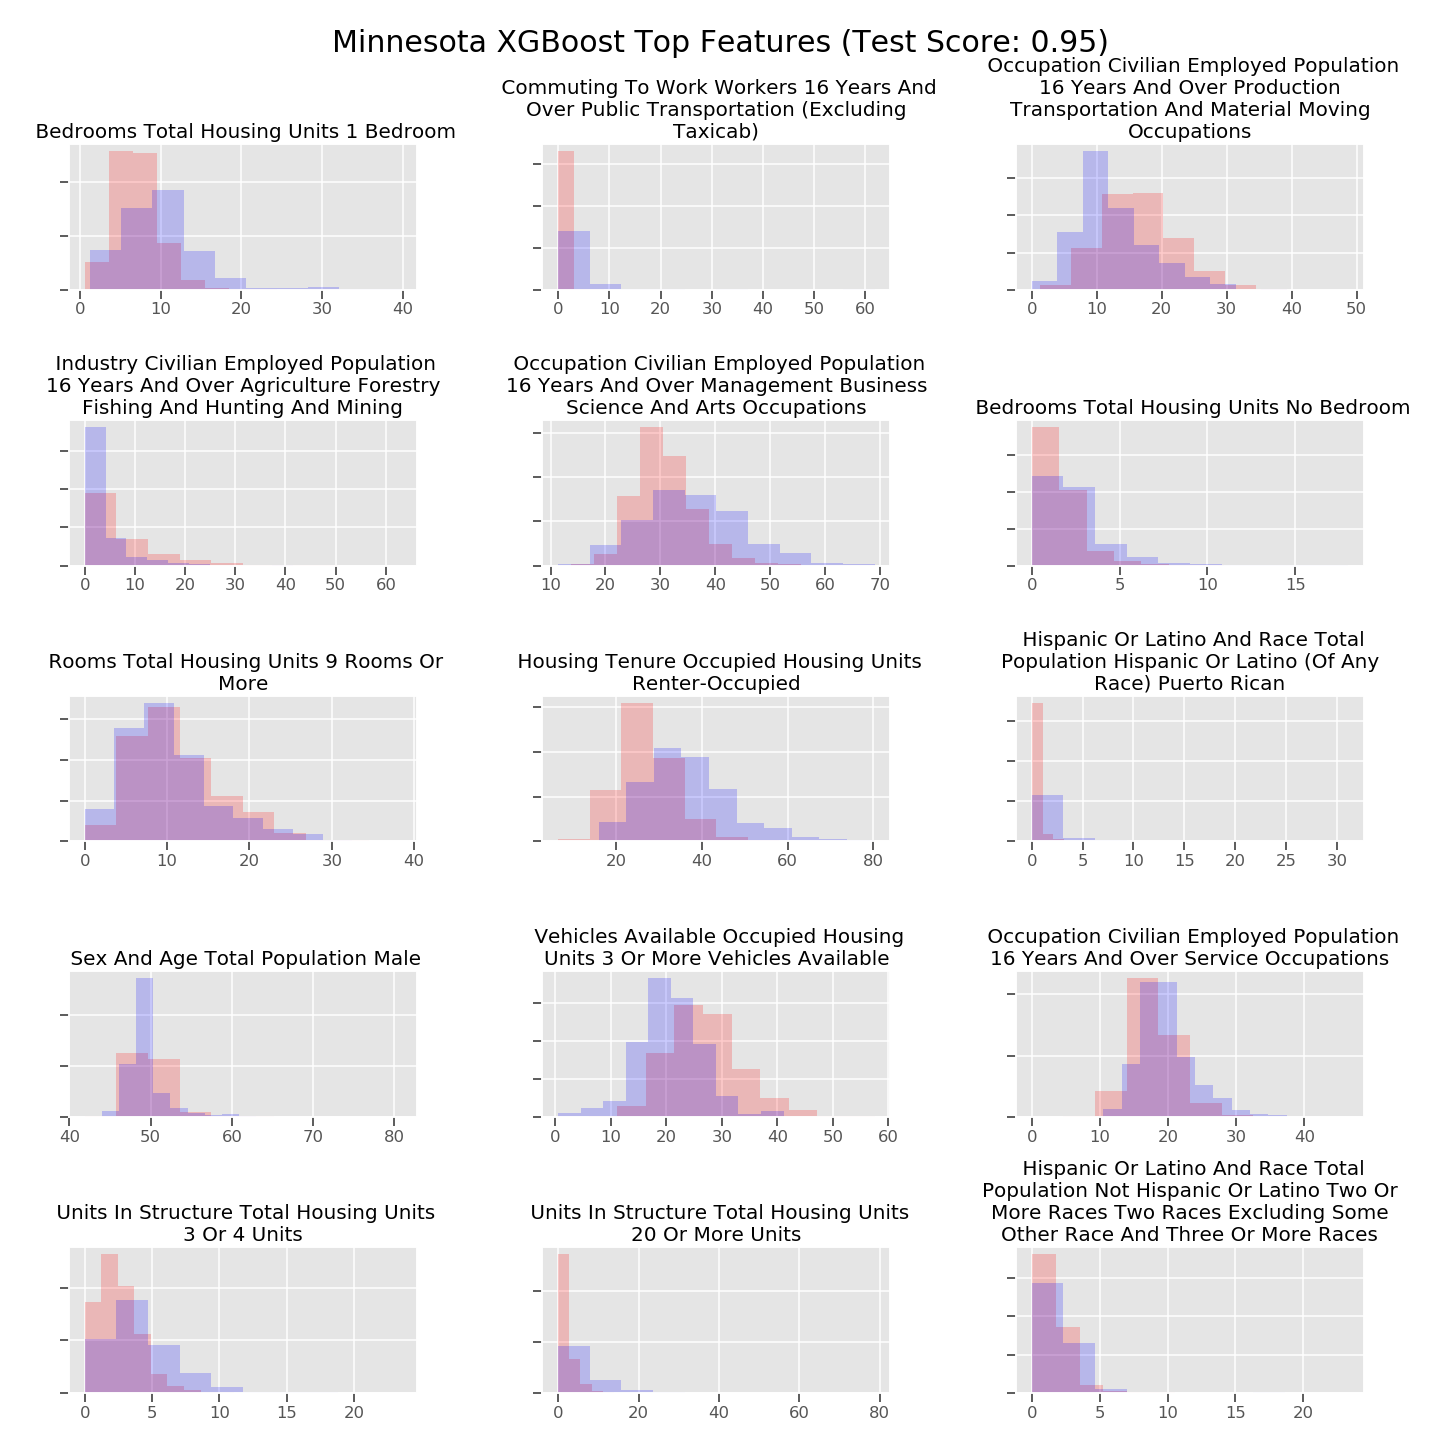 Minnesota XGBoost Top Features (Test Score: 0.95)
Bedrooms Total Housing Units 1 Bedroom
0 10 20 30 40
Commuting To Work Workers 16 Years And
Over Public Transportation (Excluding
Taxicab)
0 10 20 30 40 50 60
Occupation Civilian Employed Population
16 Years And Over Production
Transportation And Material Moving
Occupations
0 10 20 30 40 50
Industry Civilian Employed Population
16 Years And Over Agriculture Forestry
Fishing And Hunting And Mining
0 10 20 30 40 50 60
Occupation Civilian Employed Population
16 Years And Over Management Business
Science And Arts Occupations
10 20 30 40 50 60 70
Bedrooms Total Housing Units No Bedroom
0 5 10 15
Rooms Total Housing Units 9 Rooms Or
More
0 10 20 30 40
Housing Tenure Occupied Housing Units
Renter-Occupied
20 40 60 80
Hispanic Or Latino And Race Total
Population Hispanic Or Latino (Of Any
Race) Puerto Rican
0 5 10 15 20 25 30
Sex And Age Total Population Male
40 50 60 70 80
Vehicles Available Occupied Housing
Units 3 Or More Vehicles Available
0 10 20 30 40 50 60
Occupation Civilian Employed Population
16 Years And Over Service Occupations
0 10 20 30 40
Units In Structure Total Housing Units
3 Or 4 Units
0 5 10 15 20
Units In Structure Total Housing Units
20 Or More Units
0 20 40 60 80
Hispanic Or Latino And Race Total
Population Not Hispanic Or Latino Two Or
More Races Two Races Excluding Some
Other Race And Three Or More Races
0 5 10 15 20